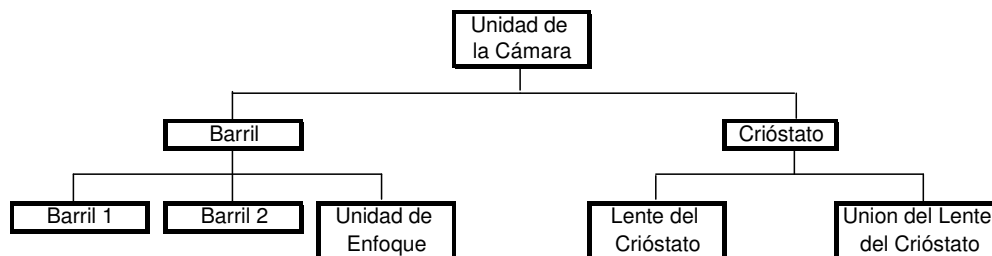 Unidad de
la Cámara
Barril
Crióstato
Barril 1
Barril 2
Unidad de
Enfoque
Lente del
Crióstato
Union del Lente
del Crióstato